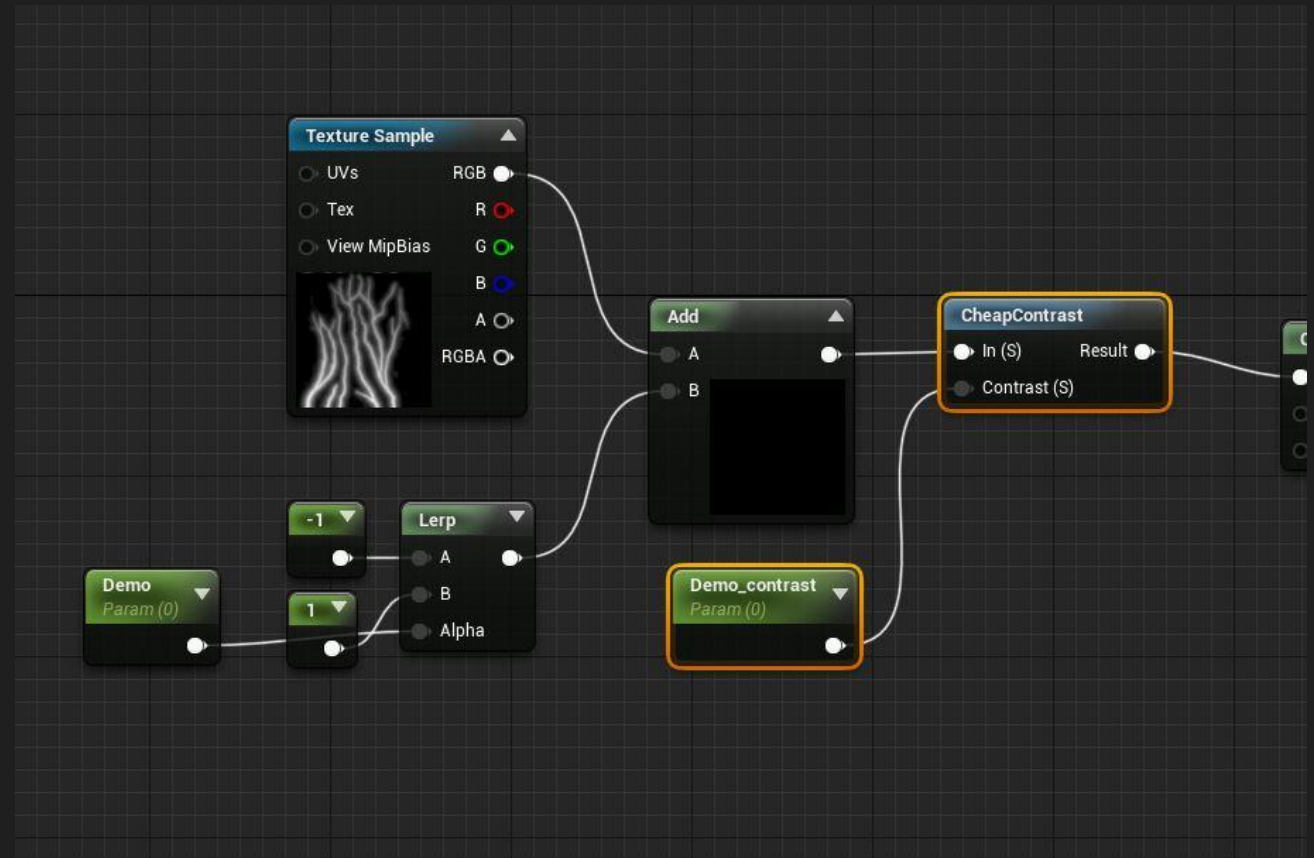 Texture Sample
UVs RGB
Tex R
View MipBias G
B
A
RGBA
Add
A
B
CheapContrast
In (S) Result
Contrast (S)
C
-1
Lerp
A
B
Alpha
Demo
Param (0)
1
Demo_contrast
Param (0)